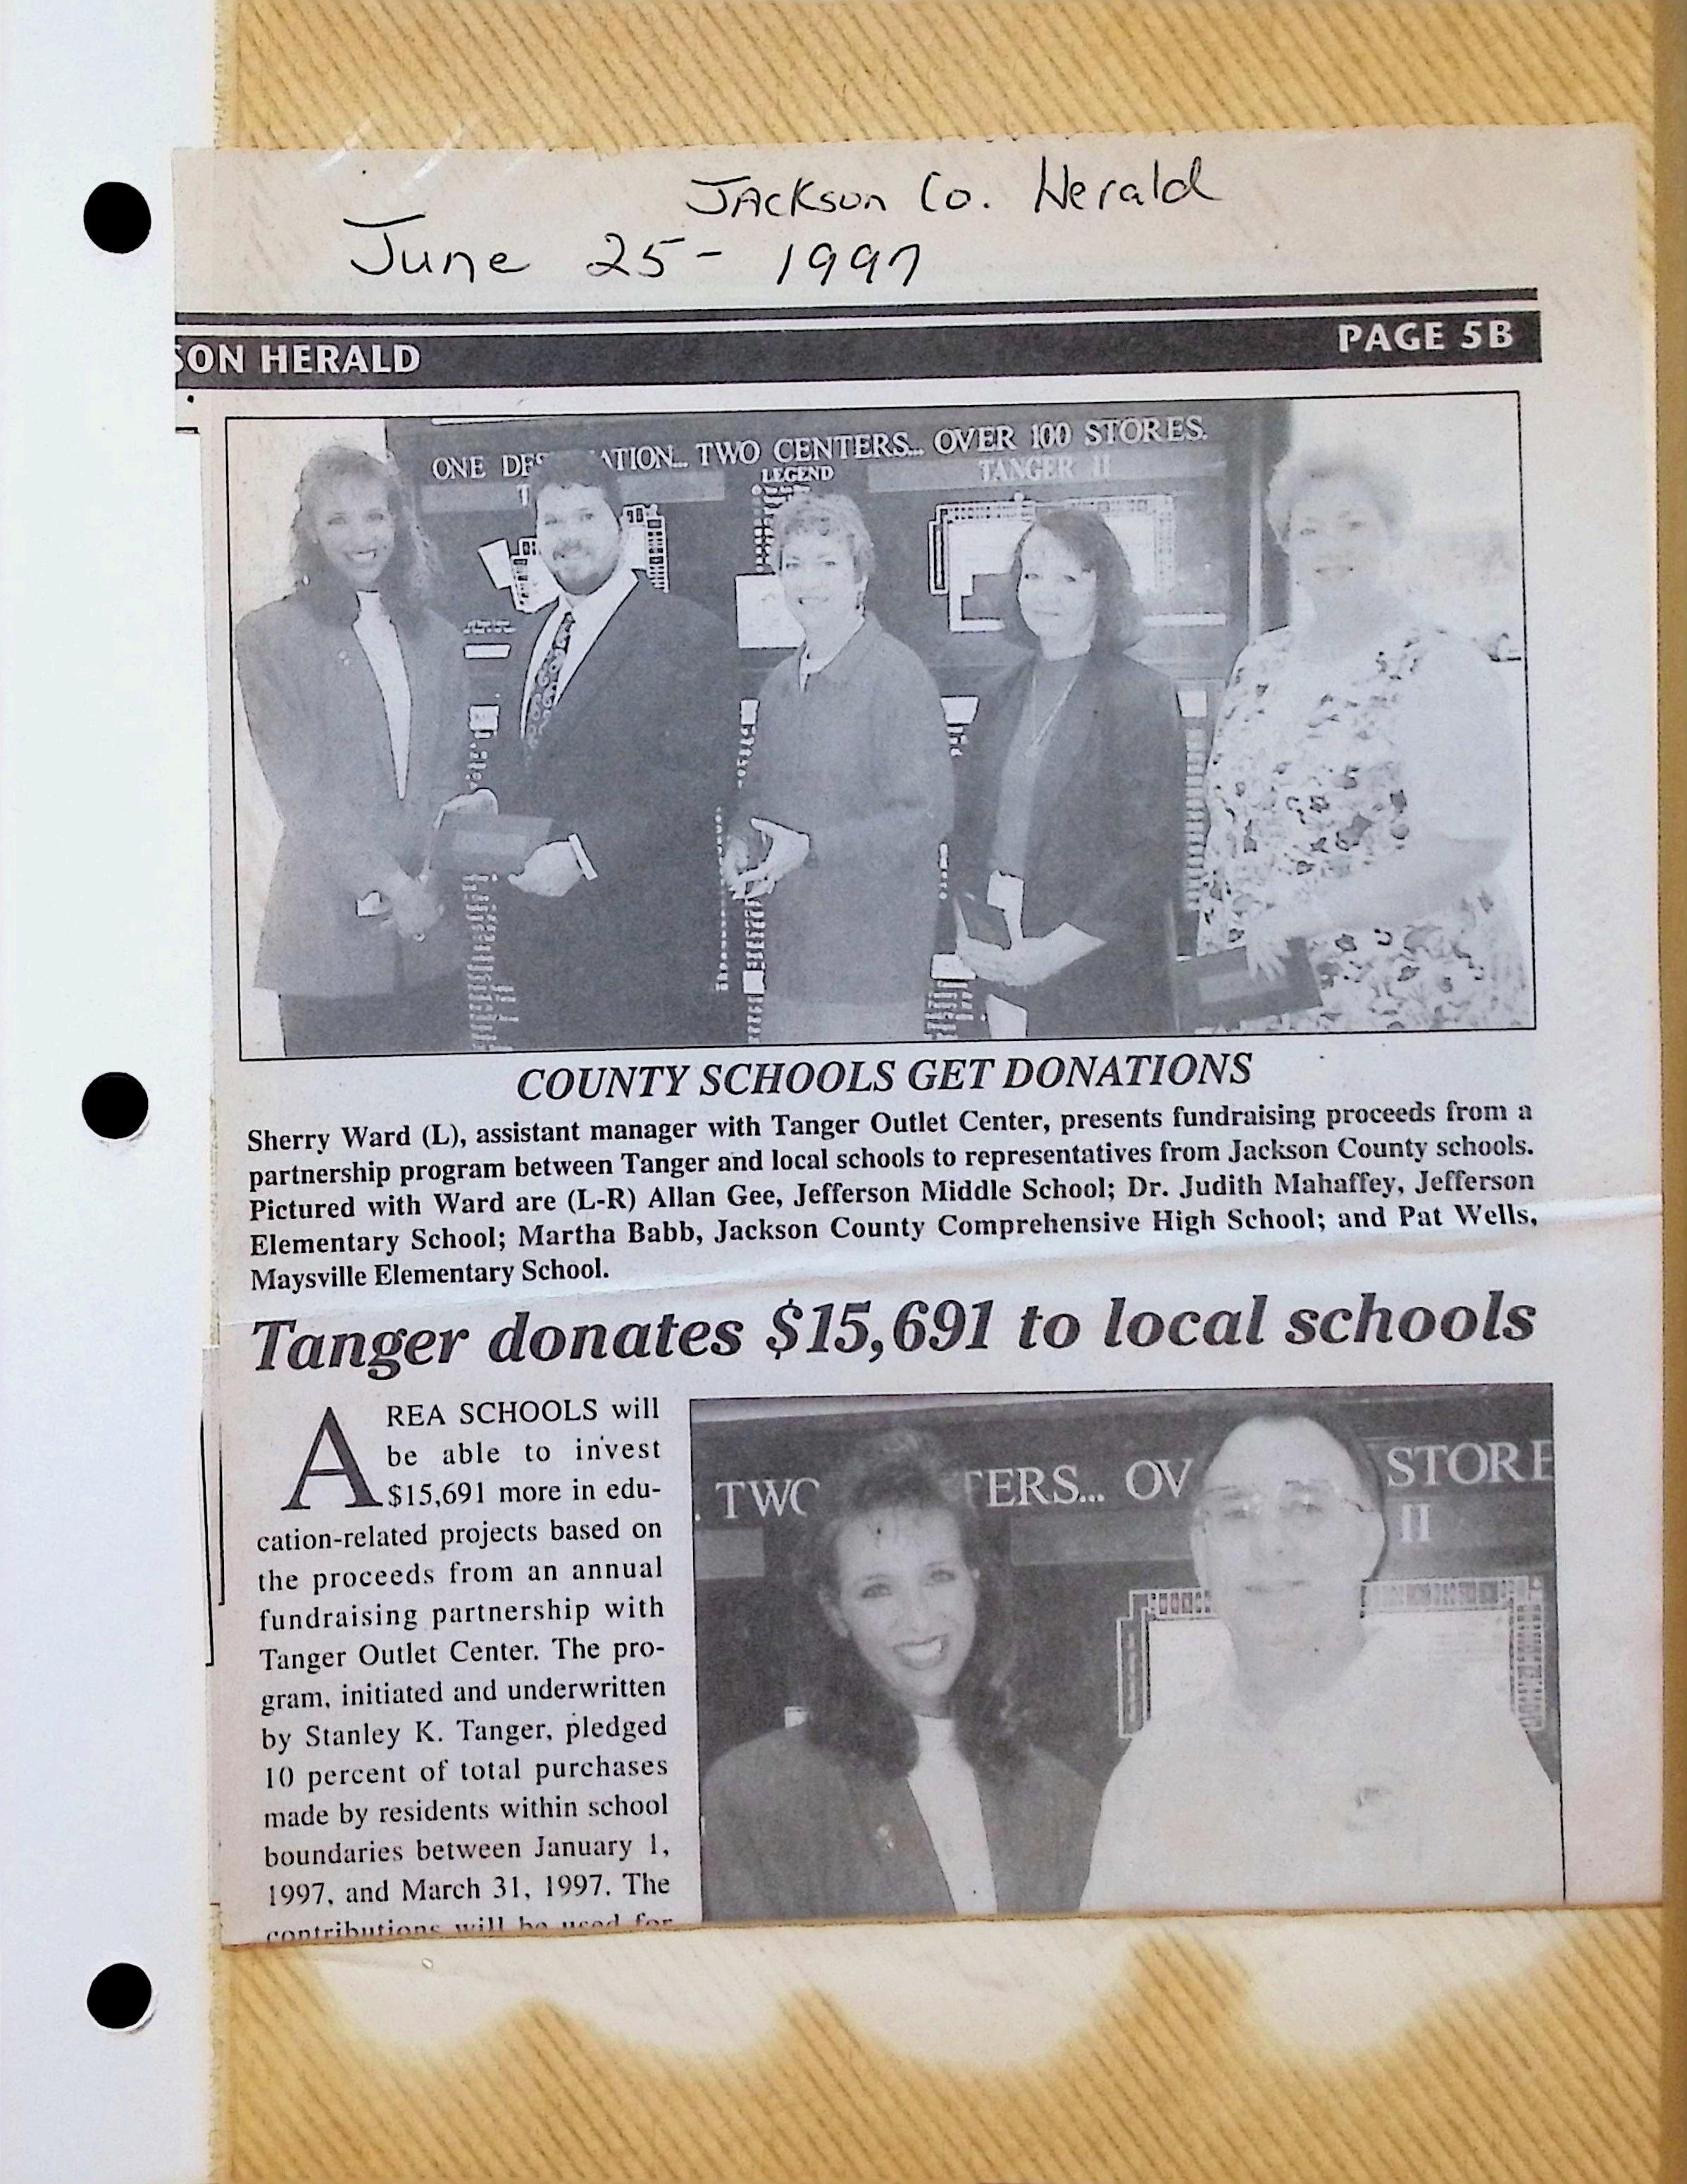 Jackson Co. Herald
June 25- 1997
SON HERALD
PAGE 5B
ONE DES ATION... TWO CENTERS... OVER 100 STORES.
LEGEND
TANGER II
COUNTY SCHOOLS GET DONATIONS
Sherry Ward (L), assistant manager with Tanger Outlet Center, presents fundraising proceeds from a
partnership program between Tanger and local schools to representatives from Jackson County schools.
Pictured with Ward are (L-R) Allan Gee, Jefferson Middle School; Dr. Judith Mahaffey, Jefferson
Elementary School; Martha Babb, Jackson County Comprehensive High School; and Pat Wells,
Maysville Elementary School.
Tanger donates $15,691 to local schools
AREA SCHOOLS will
be able to invest
$15,691 more in edu-
cation-related projects based on
the proceeds from an annual
fundraising partnership with
Tanger Outlet Center. The pro-
gram, initiated and underwritten
by Stanley K. Tanger, pledged
10 percent of total purchases
made by residents within school
boundaries between January 1,
1997, and March 31, 1997. The
contributions will be used for
TWO TERS... OV STORE
II